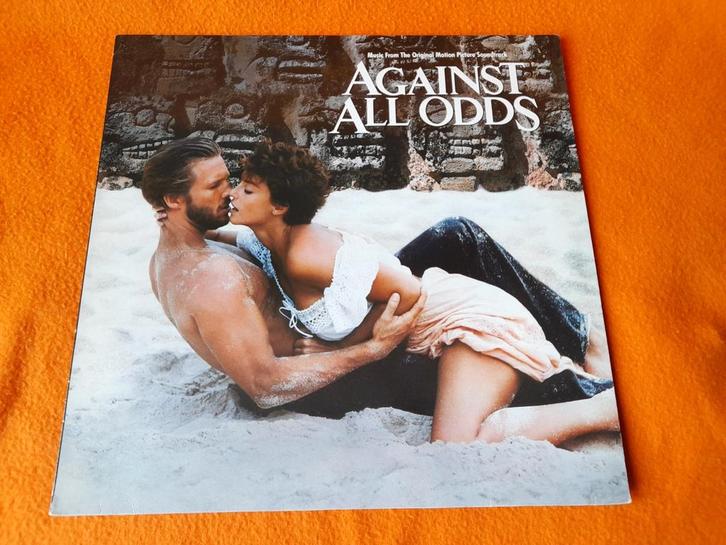 Music From The Original Motion Picture Soundtrack
AGAINST
ALL ODDS